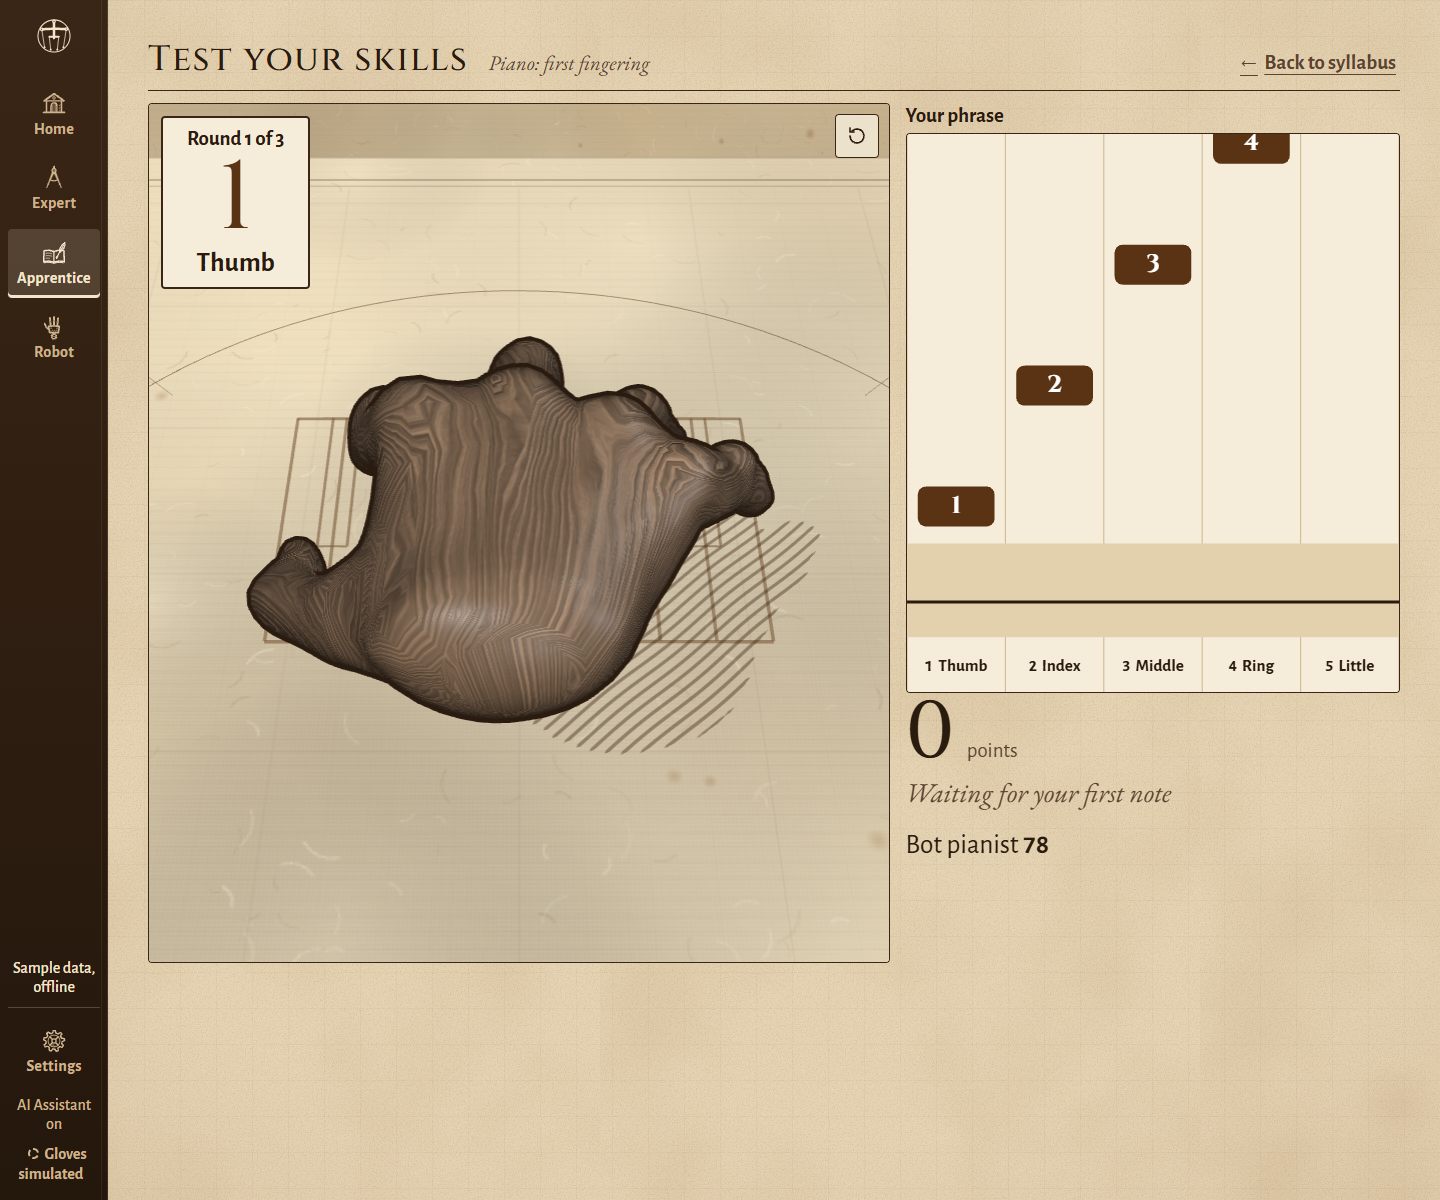 Test your skills
Piano: first fingering
← Back to syllabus
Home
Expert
Apprentice
Robot
Sample data,
offline
Settings
AI Assistant
on
Gloves
simulated
Round 1 of 3
1
Thumb
Your phrase
4
3
2
1
1 Thumb
2 Index
3 Middle
4 Ring
5 Little
0 points
Waiting for your first note
Bot pianist 78